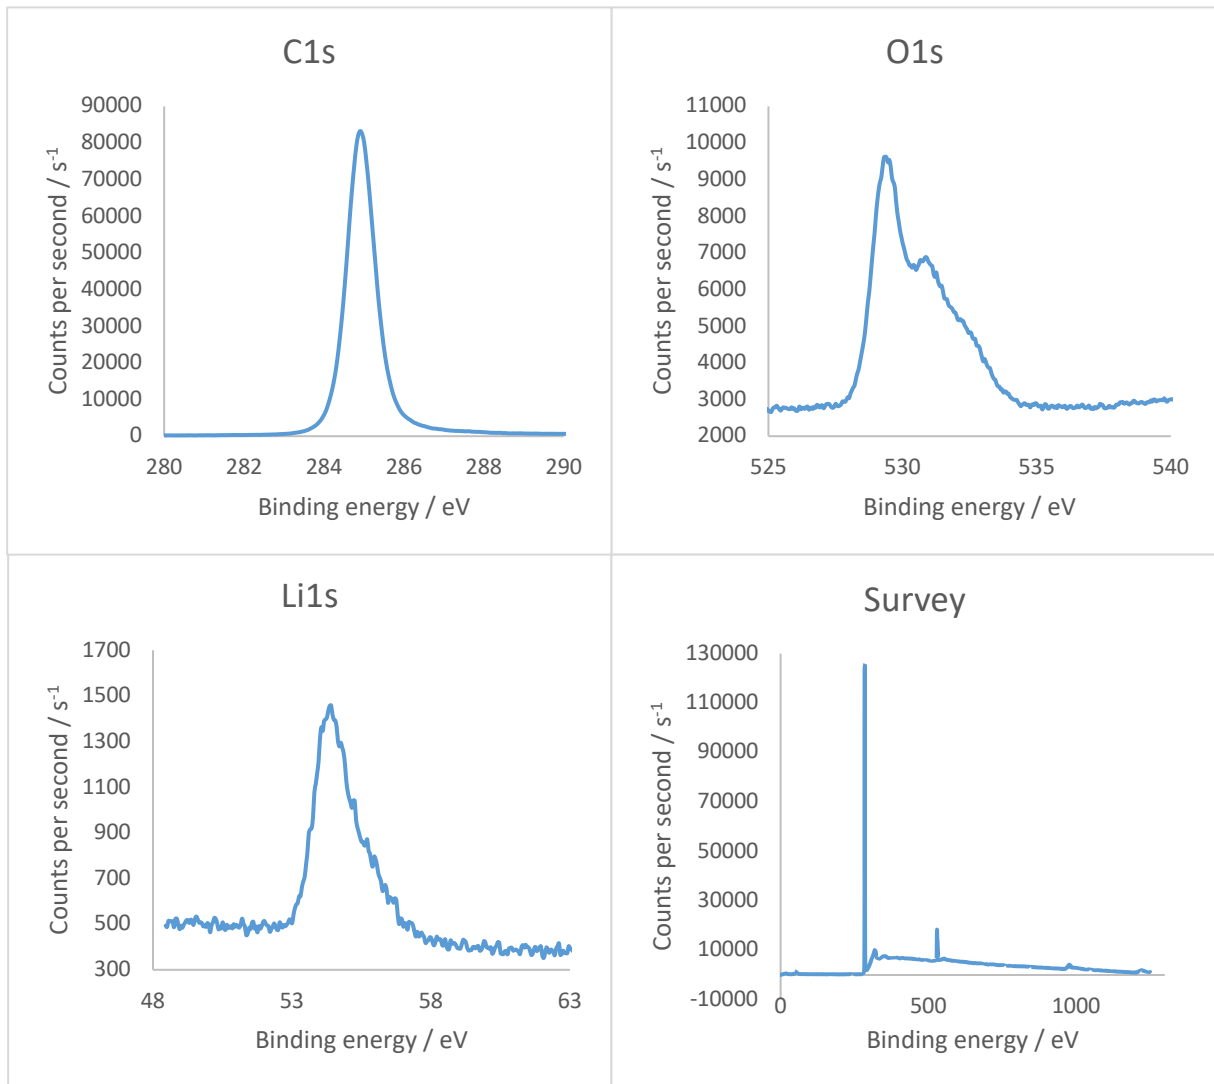 C1s
Counts per second / s⁻¹
90000
80000
70000
60000
50000
40000
30000
20000
10000
0
280 282 284 286 288 290
Binding energy / eV
O1s
Counts per second / s⁻¹
11000
10000
9000
8000
7000
6000
5000
4000
3000
2000
525 530 535 540
Binding energy / eV
Li1s
Counts per second / s⁻¹
1700
1500
1300
1100
900
700
500
300
48 53 58 63
Binding energy / eV
Survey
Counts per second / s⁻¹
130000
110000
90000
70000
50000
30000
10000
-10000
0 500 1000
Binding energy / eV